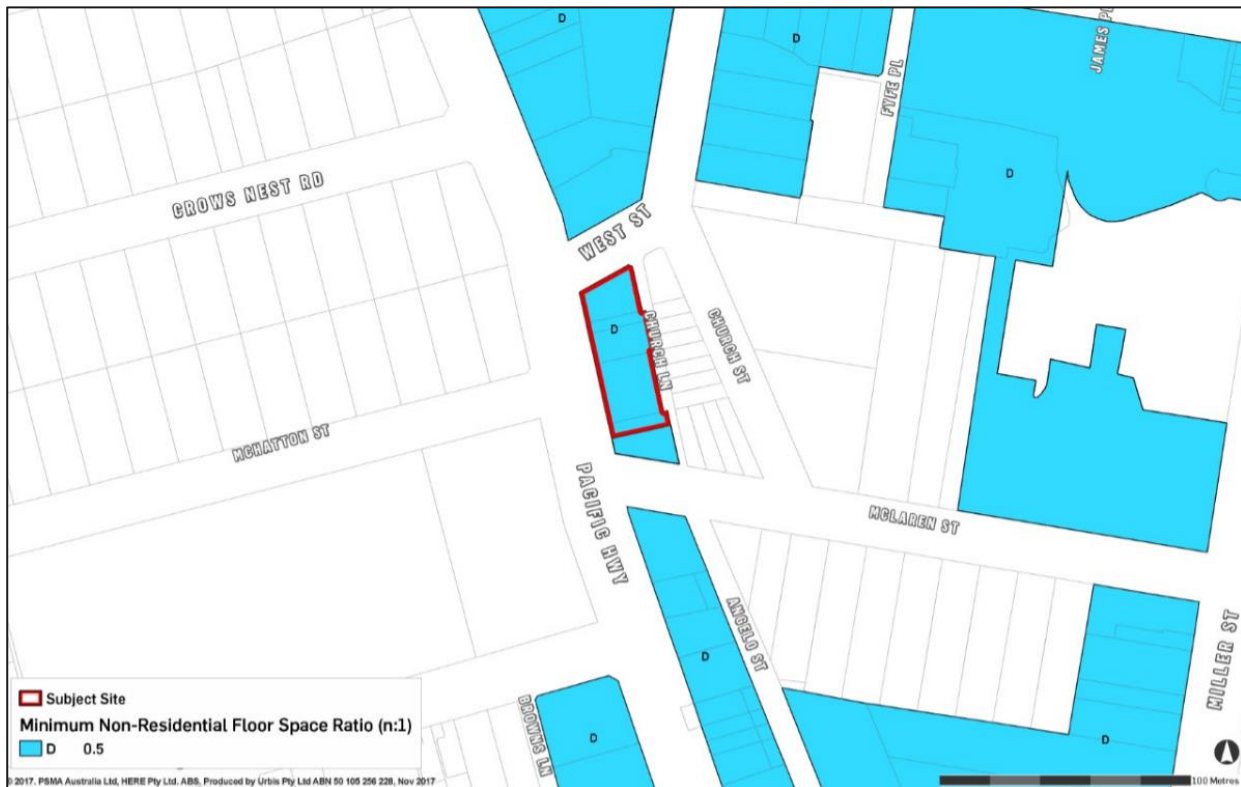 D
D
JAMES PL
FYFE PL
CROWS NEST RD
D
WEST ST
D
CHURCH LN
CHURCH ST
MCHATTON ST
PACIFIC HWY
MCLAREN ST
ANGELO ST
D
MILLER ST
BROWNS LN
D
D
Subject Site
Minimum Non-Residential Floor Space Ratio (n:1)
D 0.5
© 2017. PSMA Australia Ltd, HERE Pty Ltd. ABS. Produced by Urbis Pty Ltd ABN 50 105 256 228, Nov 2017
100 Metres